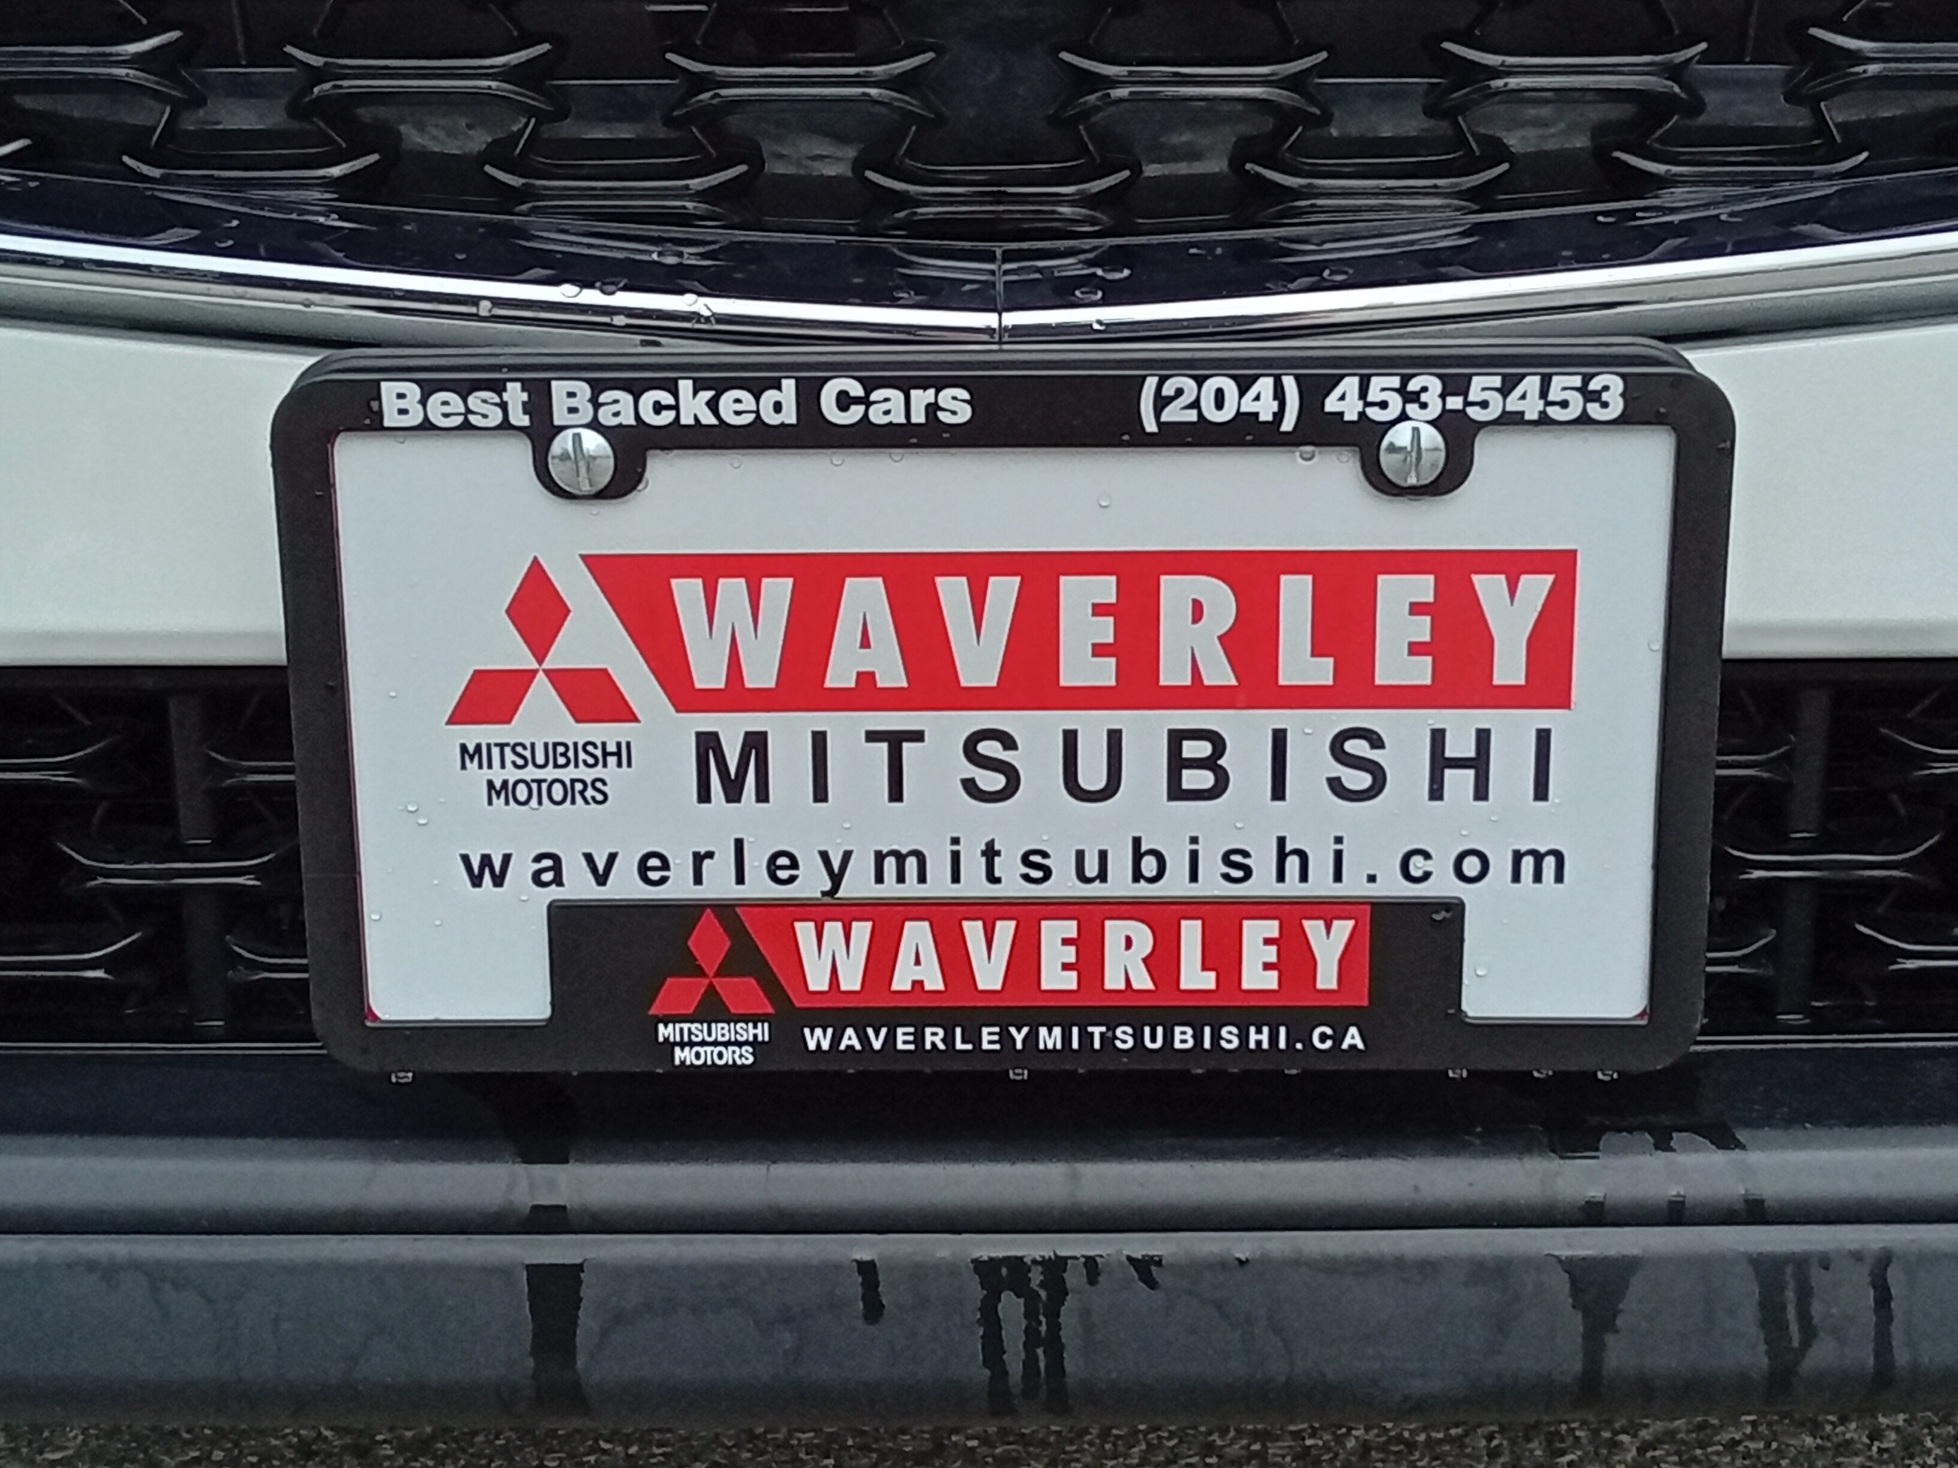 Best Backed Cars (204) 453-5453
WAVERLEY
MITSUBISHI
MOTORS
MITSUBISHI
waverleymitsubishi.com
WAVERLEY
MITSUBISHI
MOTORS
WAVERLEYMITSUBISHI.CA